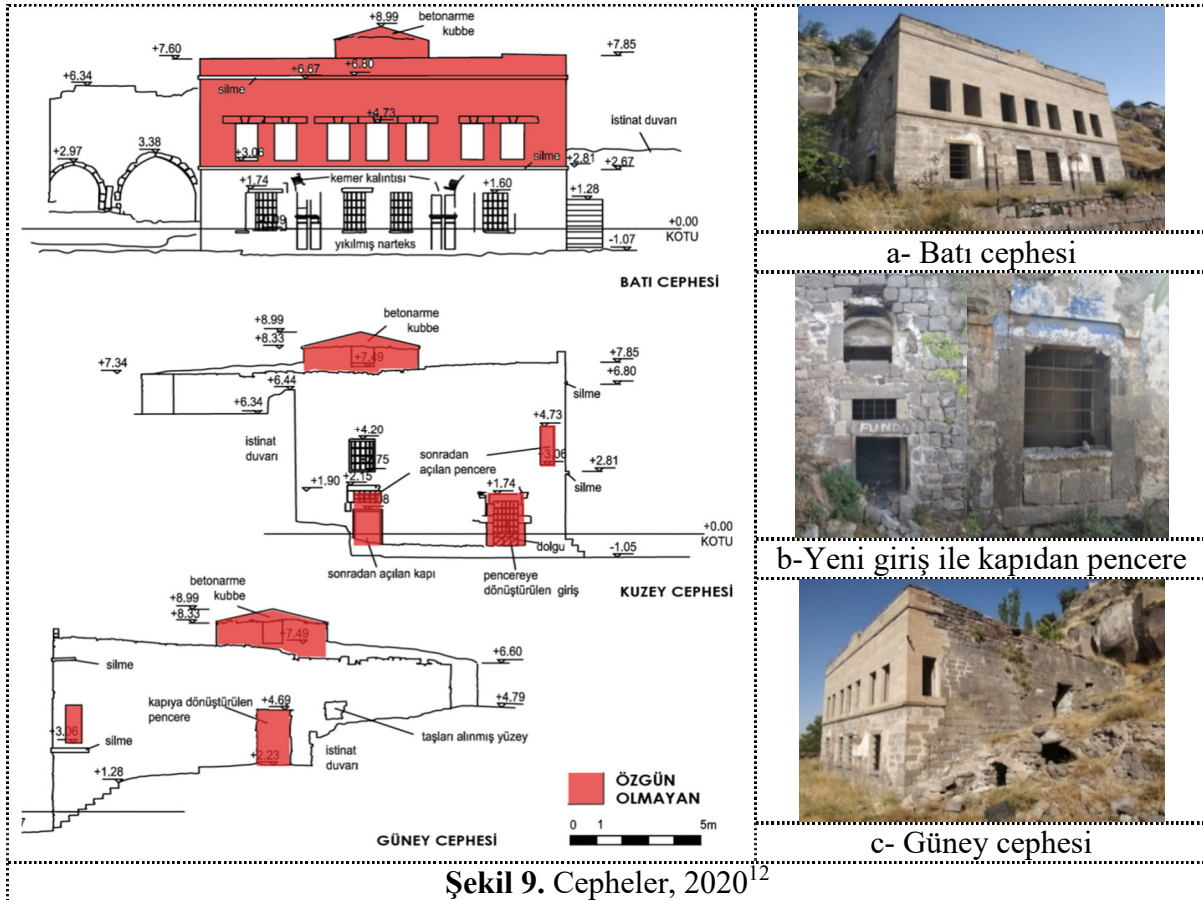 +8.99
betonarme
kubbe
+7.60
+7.85
+6.34
+6.67
+6.80
silme
+4.73
istinat duvarı
+2.97
3.38
+3.06
silme
+2.81
+2.67
kemer kalıntısı
+1.74
+1.60
+1.28
+0.00
KOTU
yıkılmış narteks
-1.07
BATI CEPHESİ
betonarme
kubbe
+8.99
+8.33
+7.49
+7.34
+7.85
+6.80
+6.44
silme
+6.34
+4.73
istinat
duvarı
+4.20
sonradan
açılan pencere
+3.06
+2.81
+2.15
silme
+1.90
+1.74
+0.00
KOTU
dolgu
-1.05
sonradan açılan kapı
pencereye
dönüştürülen giriş
KUZEY CEPHESİ
betonarme
kubbe
+8.99
+8.33
+7.49
silme
+6.60
kapıya dönüştürülen
pencere
+4.69
+4.79
+3.06
taşları alınmış yüzey
silme
istinat
duvarı
+2.23
+1.28
ÖZGÜN
OLMAYAN
0 1 5m
GÜNEY CEPHESİ
a- Batı cephesi
FUNDA
b-Yeni giriş ile kapıdan pencere
c- Güney cephesi
Şekil 9. Cepheler, 2020¹²